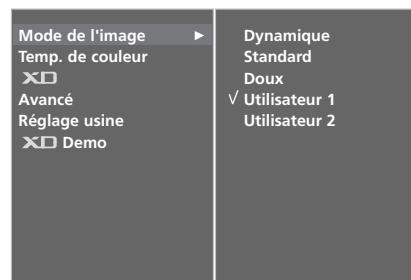 Mode de l'image ►
Temp. de couleur
XD
Avancé
Réglage usine
XD Demo
Dynamique
Standard
Doux
√ Utilisateur 1
Utilisateur 2